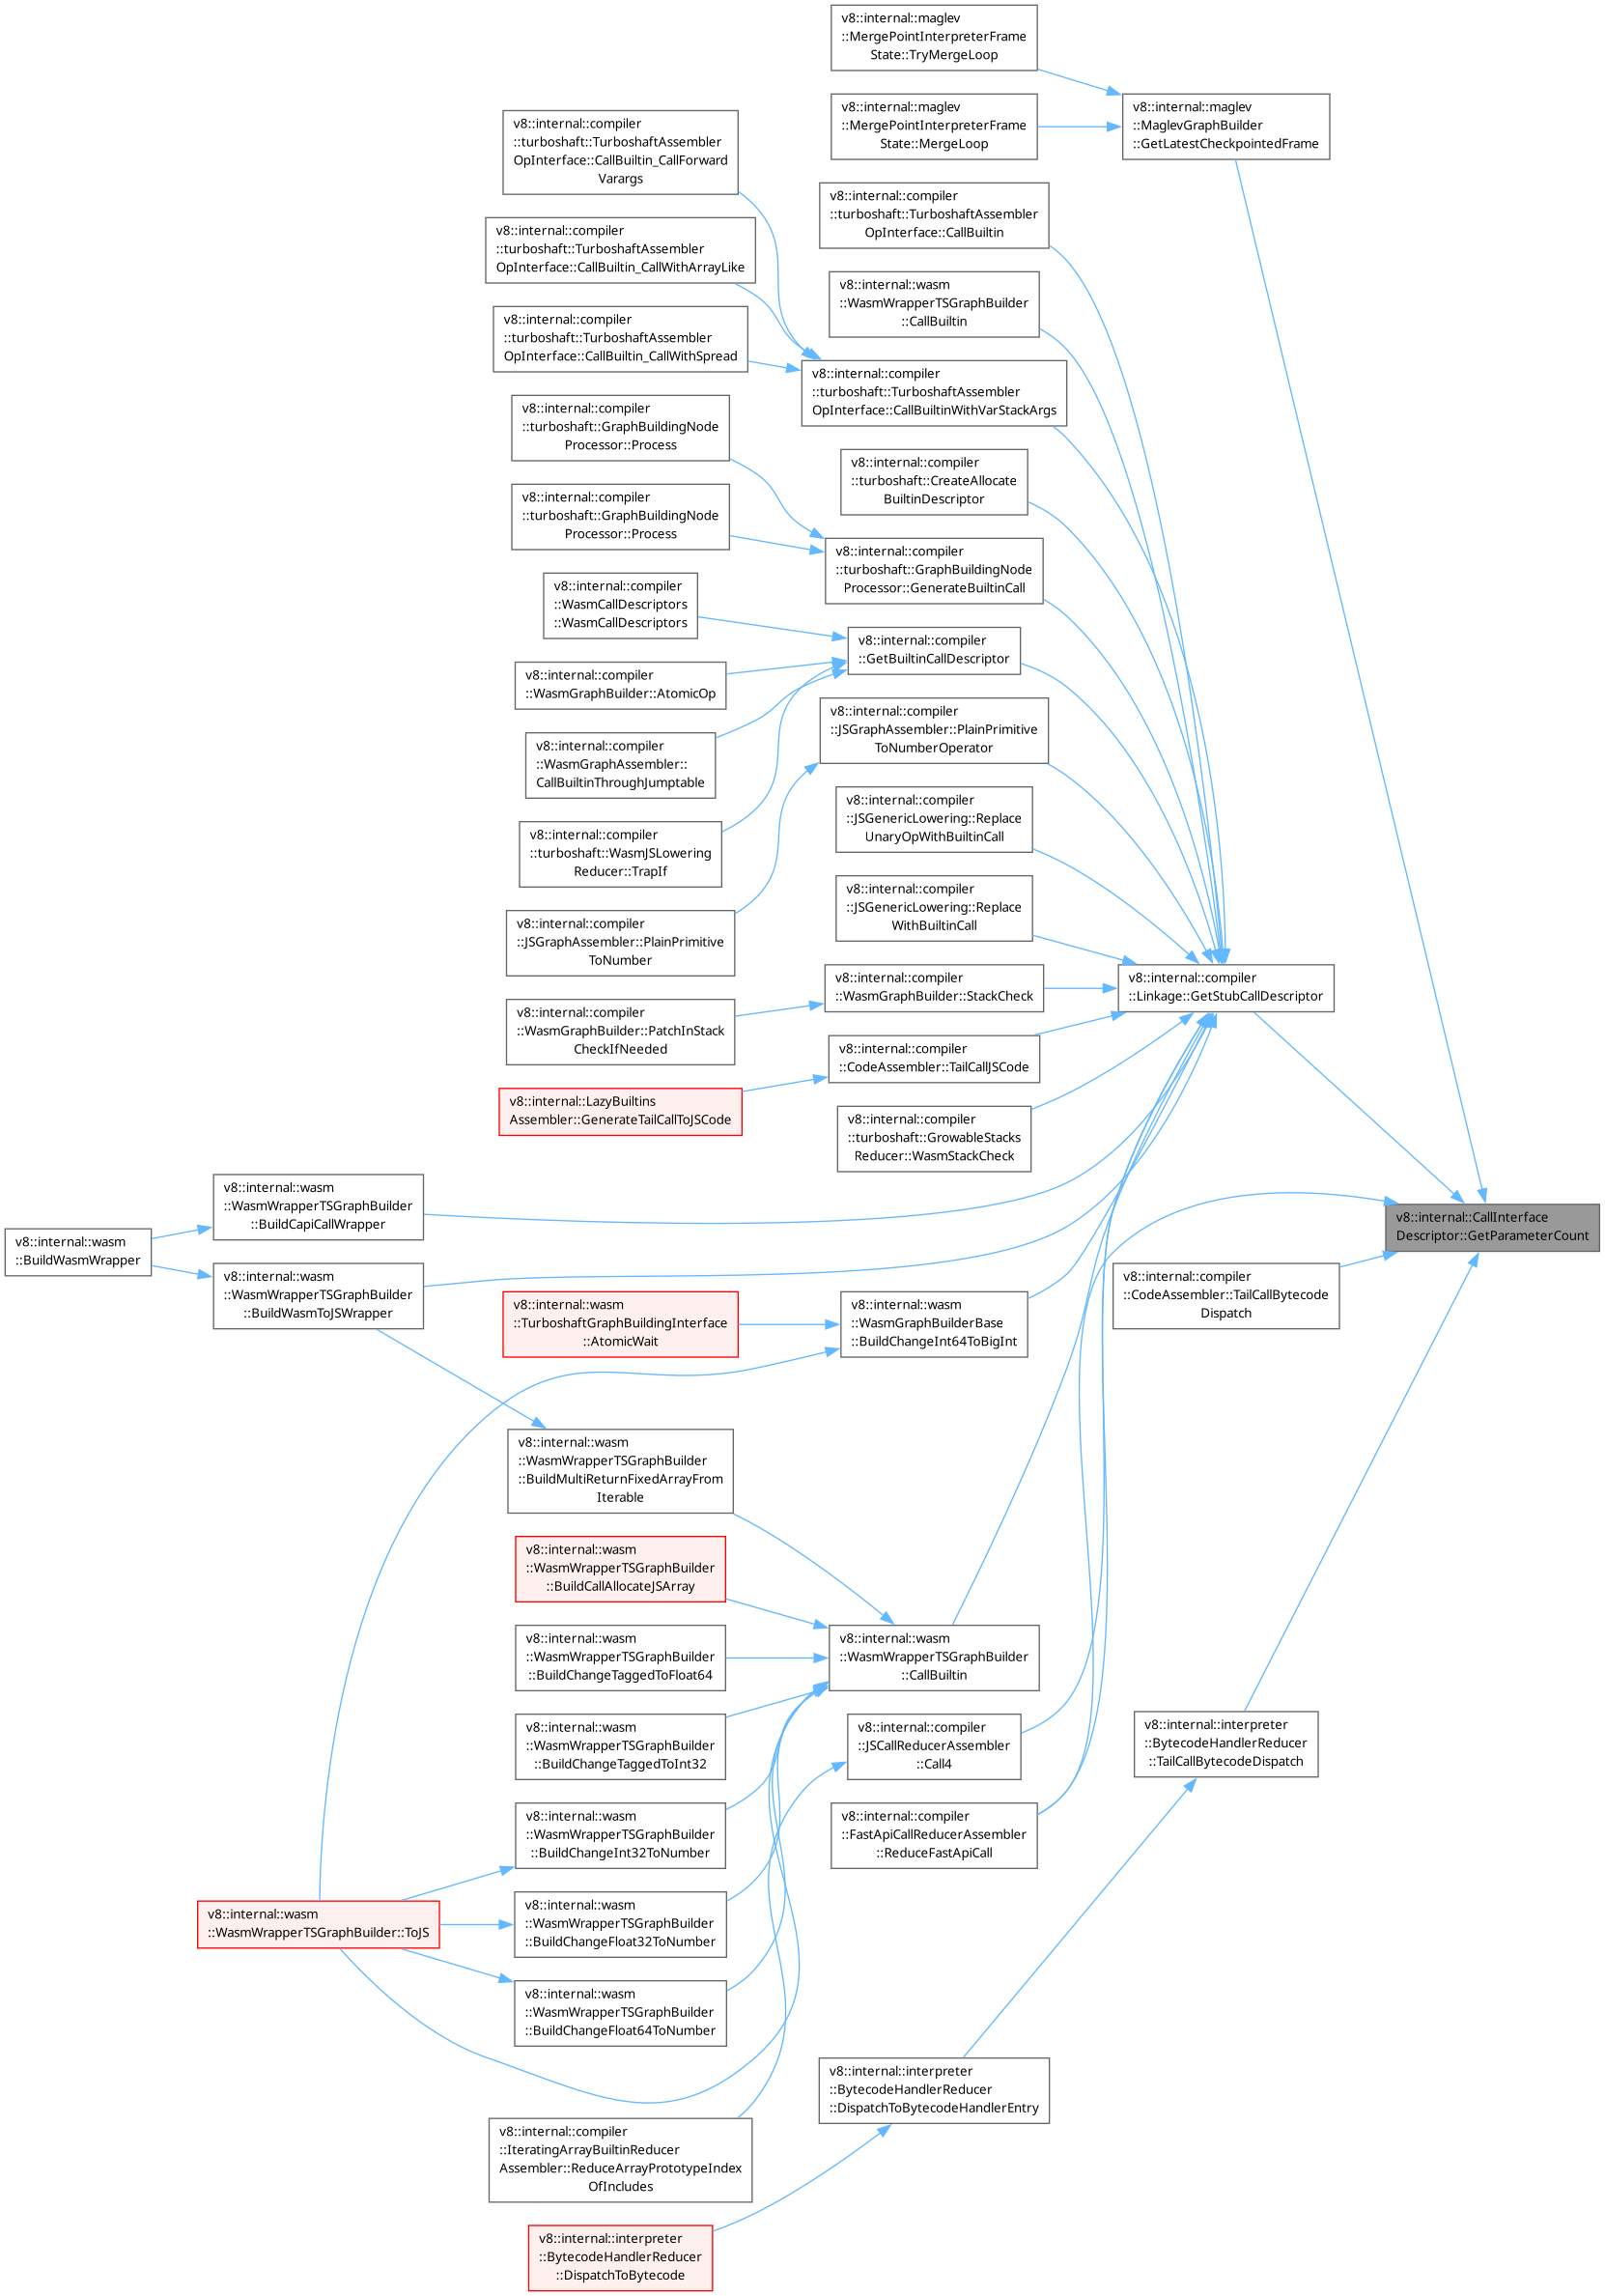 v8::internal::maglev
::MergePointInterpreterFrame
State::TryMergeLoop
v8::internal::maglev
::MergePointInterpreterFrame
State::MergeLoop
v8::internal::maglev
::MaglevGraphBuilder
::GetLatestCheckpointedFrame
v8::internal::compiler
::turboshaft::TurboshaftAssembler
OpInterface::CallBuiltin_CallForward
Varargs
v8::internal::compiler
::turboshaft::TurboshaftAssembler
OpInterface::CallBuiltin
v8::internal::compiler
::turboshaft::TurboshaftAssembler
OpInterface::CallBuiltin_CallWithArrayLike
v8::internal::wasm
::WasmWrapperTSGraphBuilder
::CallBuiltin
v8::internal::compiler
::turboshaft::TurboshaftAssembler
OpInterface::CallBuiltin_CallWithSpread
v8::internal::compiler
::turboshaft::TurboshaftAssembler
OpInterface::CallBuiltinWithVarStackArgs
v8::internal::compiler
::turboshaft::GraphBuildingNode
Processor::Process
v8::internal::compiler
::turboshaft::CreateAllocate
BuiltinDescriptor
v8::internal::compiler
::turboshaft::GraphBuildingNode
Processor::Process
v8::internal::compiler
::turboshaft::GraphBuildingNode
Processor::GenerateBuiltinCall
v8::internal::compiler
::WasmCallDescriptors
::WasmCallDescriptors
v8::internal::compiler
::GetBuiltinCallDescriptor
v8::internal::compiler
::WasmGraphBuilder::AtomicOp
v8::internal::compiler
::JSGraphAssembler::PlainPrimitive
ToNumberOperator
v8::internal::compiler
::WasmGraphAssembler::
CallBuiltinThroughJumptable
v8::internal::compiler
::JSGenericLowering::Replace
UnaryOpWithBuiltinCall
v8::internal::compiler
::turboshaft::WasmJSLowering
Reducer::TrapIf
v8::internal::compiler
::JSGenericLowering::Replace
WithBuiltinCall
v8::internal::compiler
::JSGraphAssembler::PlainPrimitive
ToNumber
v8::internal::compiler
::WasmGraphBuilder::StackCheck
v8::internal::compiler
::Linkage::GetStubCallDescriptor
v8::internal::compiler
::WasmGraphBuilder::PatchInStack
CheckIfNeeded
v8::internal::compiler
::CodeAssembler::TailCallJSCode
v8::internal::LazyBuiltins
Assembler::GenerateTailCallToJSCode
v8::internal::compiler
::turboshaft::GrowableStacks
Reducer::WasmStackCheck
v8::internal::wasm
::WasmWrapperTSGraphBuilder
::BuildCapiCallWrapper
v8::internal::CallInterface
Descriptor::GetParameterCount
v8::internal::wasm
::BuildWasmWrapper
v8::internal::wasm
::WasmWrapperTSGraphBuilder
::BuildWasmToJSWrapper
v8::internal::compiler
::CodeAssembler::TailCallBytecode
Dispatch
v8::internal::wasm
::TurboshaftGraphBuildingInterface
::AtomicWait
v8::internal::wasm
::WasmGraphBuilderBase
::BuildChangeInt64ToBigInt
v8::internal::wasm
::WasmWrapperTSGraphBuilder
::BuildMultiReturnFixedArrayFrom
Iterable
v8::internal::wasm
::WasmWrapperTSGraphBuilder
::BuildCallAllocateJSArray
v8::internal::wasm
::WasmWrapperTSGraphBuilder
::BuildChangeTaggedToFloat64
v8::internal::wasm
::WasmWrapperTSGraphBuilder
::CallBuiltin
v8::internal::wasm
::WasmWrapperTSGraphBuilder
::BuildChangeTaggedToInt32
v8::internal::compiler
::JSCallReducerAssembler
::Call4
v8::internal::interpreter
::BytecodeHandlerReducer
::TailCallBytecodeDispatch
v8::internal::wasm
::WasmWrapperTSGraphBuilder
::BuildChangeInt32ToNumber
v8::internal::compiler
::FastApiCallReducerAssembler
::ReduceFastApiCall
v8::internal::wasm
::WasmWrapperTSGraphBuilder::ToJS
v8::internal::wasm
::WasmWrapperTSGraphBuilder
::BuildChangeFloat32ToNumber
v8::internal::wasm
::WasmWrapperTSGraphBuilder
::BuildChangeFloat64ToNumber
v8::internal::interpreter
::BytecodeHandlerReducer
::DispatchToBytecodeHandlerEntry
v8::internal::compiler
::IteratingArrayBuiltinReducer
Assembler::ReduceArrayPrototypeIndex
OfIncludes
v8::internal::interpreter
::BytecodeHandlerReducer
::DispatchToBytecode